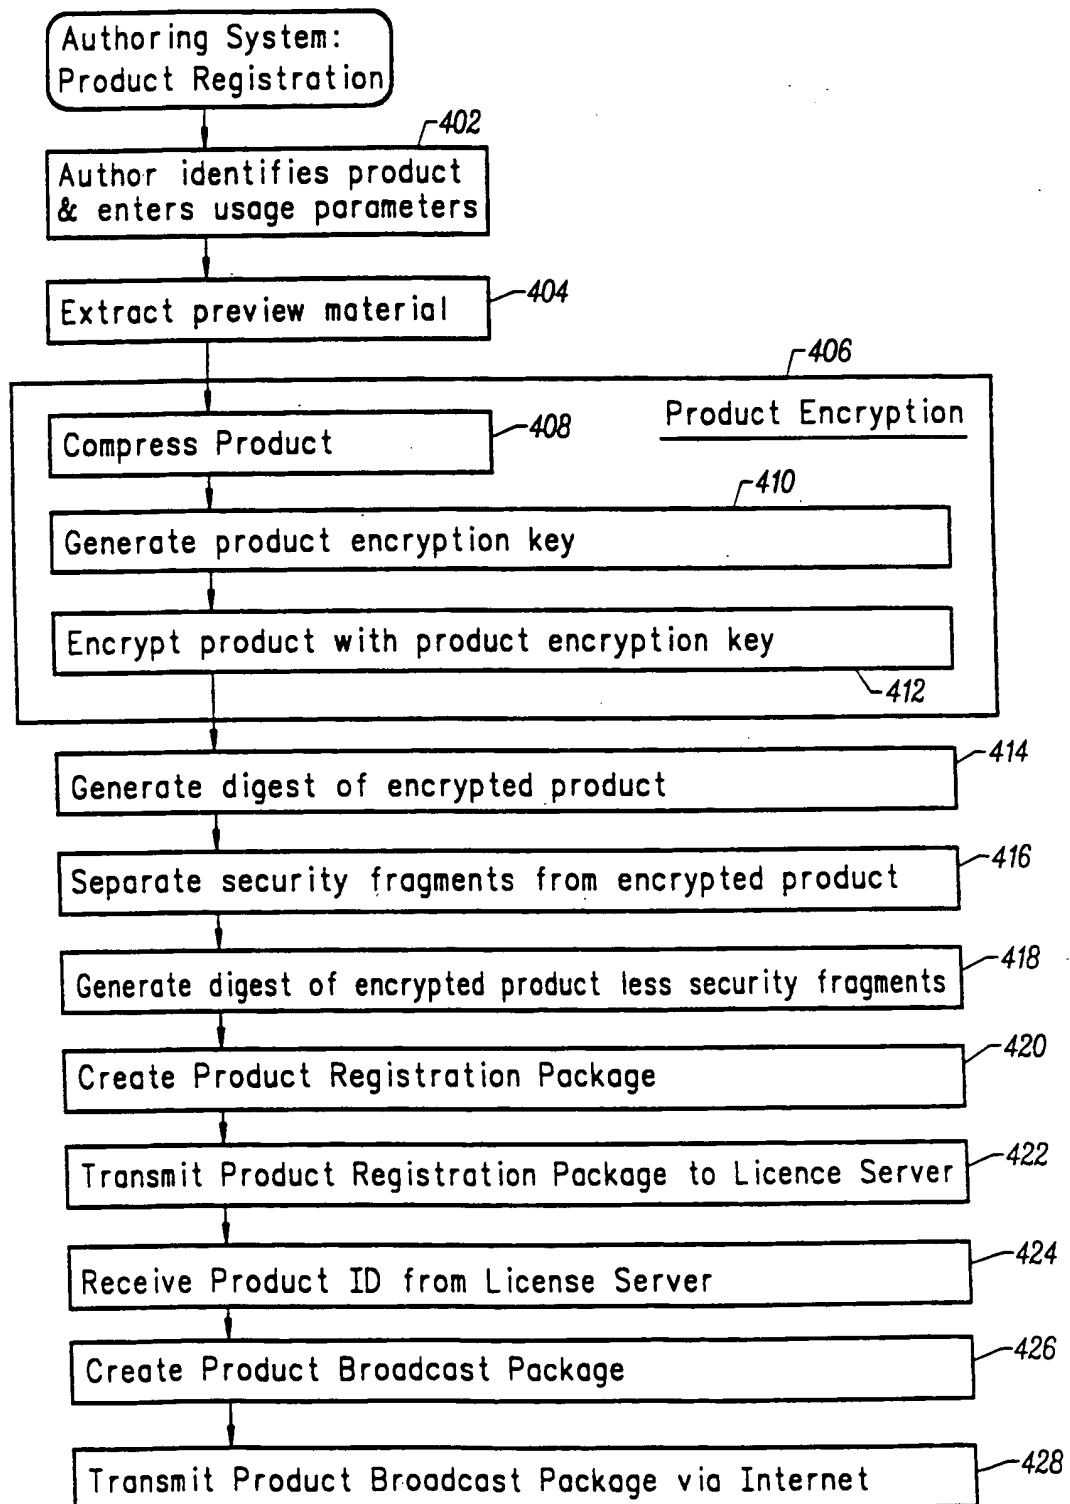 Authoring System:
Product Registration
402
Author identifies product
& enters usage parameters
404
Extract preview material
406
Product Encryption
408
Compress Product
410
Generate product encryption key
Encrypt product with product encryption key
412
414
Generate digest of encrypted product
416
Separate security fragments from encrypted product
418
Generate digest of encrypted product less security fragments
420
Create Product Registration Package
422
Transmit Product Registration Package to Licence Server
424
Receive Product ID from License Server
426
Create Product Broadcast Package
428
Transmit Product Broadcast Package via Internet